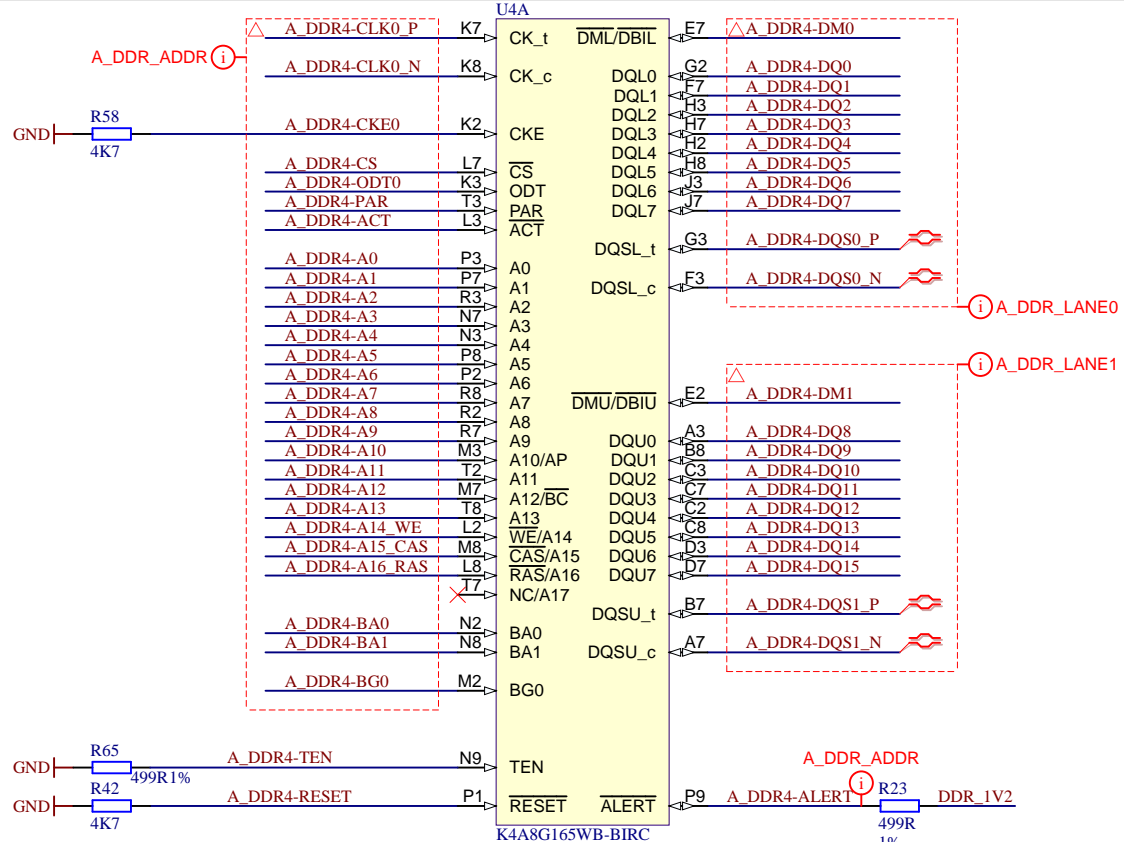 U4A
A_DDR4-CLK0_P K7 CK_t DML/DBIL E7 A_DDR4-DM0
A_DDR_ADDR i
A_DDR4-CLK0_N K8 CK_c DQL0 G2 A_DDR4-DQ0
DQL1 F7 A_DDR4-DQ1
DQL2 H3 A_DDR4-DQ2
R58
GND 4K7 A_DDR4-CKE0 K2 CKE DQL3 H7 A_DDR4-DQ3
DQL4 H2 A_DDR4-DQ4
A_DDR4-CS L7 CS DQL5 H8 A_DDR4-DQ5
A_DDR4-ODT0 K3 ODT DQL6 J3 A_DDR4-DQ6
A_DDR4-PAR T3 PAR DQL7 J7 A_DDR4-DQ7
A_DDR4-ACT L3 ACT
DQSL_t G3 A_DDR4-DQS0_P
A_DDR4-A0 P3 A0
A_DDR4-A1 P7 A1 DQSL_c F3 A_DDR4-DQS0_N
A_DDR4-A2 R3 A2 i A_DDR_LANE0
A_DDR4-A3 N7 A3
A_DDR4-A4 N3 A4
A_DDR4-A5 P8 A5 i A_DDR_LANE1
A_DDR4-A6 P2 A6
A_DDR4-A7 R8 A7 DMU/DBIU E2 A_DDR4-DM1
A_DDR4-A8 R2 A8
A_DDR4-A9 R7 A9 DQU0 A3 A_DDR4-DQ8
A_DDR4-A10 M3 A10/AP DQU1 B8 A_DDR4-DQ9
A_DDR4-A11 T2 A11 DQU2 C3 A_DDR4-DQ10
A_DDR4-A12 M7 A12/BC DQU3 C7 A_DDR4-DQ11
A_DDR4-A13 T8 A13 DQU4 C2 A_DDR4-DQ12
A_DDR4-A14_WE L2 WE/A14 DQU5 C8 A_DDR4-DQ13
A_DDR4-A15_CAS M8 CAS/A15 DQU6 D3 A_DDR4-DQ14
A_DDR4-A16_RAS L8 RAS/A16 DQU7 D7 A_DDR4-DQ15
T7 NC/A17
DQSU_t B7 A_DDR4-DQS1_P
A_DDR4-BA0 N2 BA0
A_DDR4-BA1 N8 BA1 DQSU_c A7 A_DDR4-DQS1_N
A_DDR4-BG0 M2 BG0
R65
GND 499R1% A_DDR4-TEN N9 TEN
A_DDR_ADDR i
R42
GND 4K7 A_DDR4-RESET P1 RESET ALERT P9 A_DDR4-ALERT R23 DDR_1V2
499R
1%
K4A8G165WB-BIRC